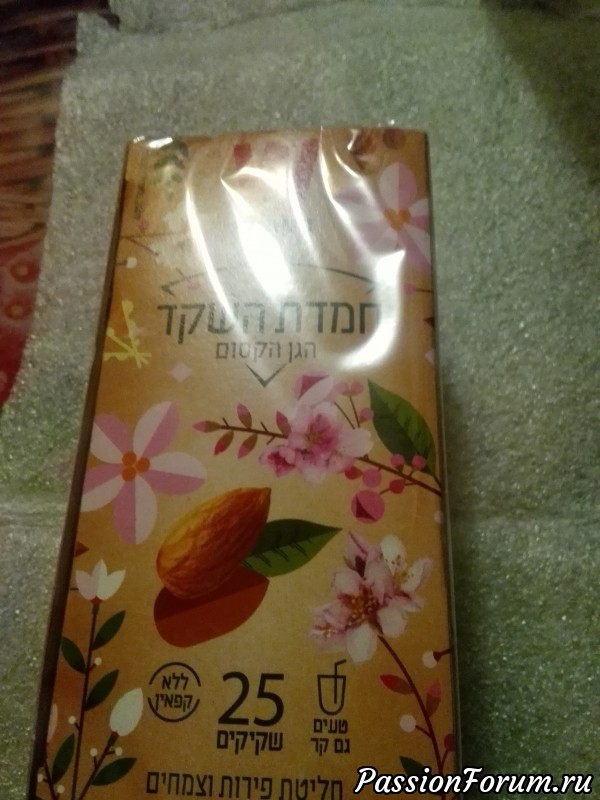 חמדת השקד
הגן הקסום
ללא
קפאין
25
שקיקים
טעים
גם קר
חליטת פירות וצמחים
PassionForum.ru